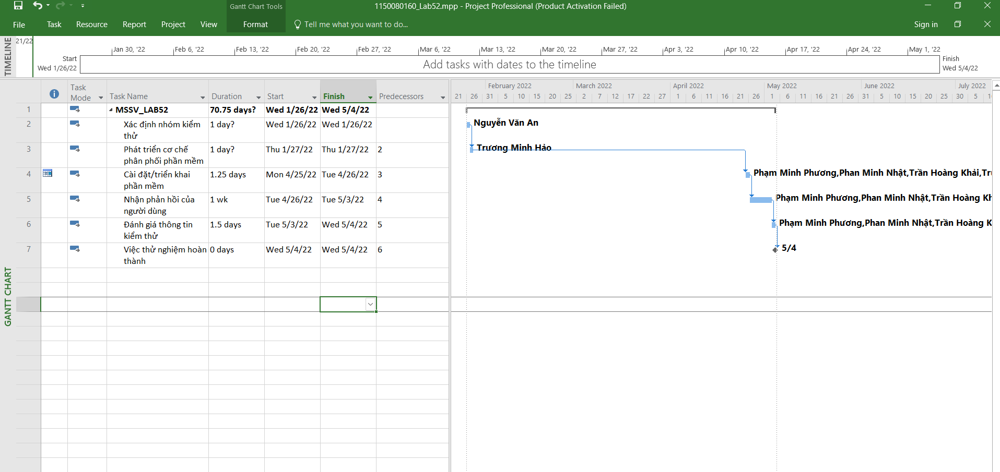 Gantt Chart Tools
1150080160_Lab52.mpp - Project Professional (Product Activation Failed)
File Task Resource Report Project View Format Tell me what you want to do... Sign in
TIMELINE
21/22
Jan 30, '22 Feb 6, '22 Feb 13, '22 Feb 20, '22 Feb 27, '22 Mar 6, '22 Mar 13, '22 Mar 20, '22 Mar 27, '22 Apr 3, '22 Apr 10, '22 Apr 17, '22 Apr 24, '22 May 1, '22
Start
Wed 1/26/22
Add tasks with dates to the timeline
Finish
Wed 5/4/22
GANTT CHART
Task Mode Task Name Duration Start Finish Predecessors
February 2022 March 2022 April 2022 May 2022 June 2022 July 2022
21 26 31 5 10 15 20 25 2 7 12 17 22 27 1 6 11 16 21 26 1 6 11 16 21 26 31 5 10 15 20 25 30 5
1 MSSV_LAB52 70.75 days? Wed 1/26/22 Wed 5/4/22
2 Xác định nhóm kiểm thử 1 day? Wed 1/26/22 Wed 1/26/22
Nguyễn Văn An
3 Phát triển cơ chế phân phối phần mềm 1 day? Thu 1/27/22 Thu 1/27/22 2
Trương Minh Hảo
4 Cài đặt/triển khai phần mềm 1.25 days Mon 4/25/22 Tue 4/26/22 3
Phạm Minh Phương,Phan Minh Nhật,Trần Hoàng Khải,Tr
5 Nhận phản hồi của người dùng 1 wk Tue 4/26/22 Tue 5/3/22 4
Phạm Minh Phương,Phan Minh Nhật,Trần Hoàng Kh
6 Đánh giá thông tin kiểm thử 1.5 days Tue 5/3/22 Wed 5/4/22 5
Phạm Minh Phương,Phan Minh Nhật,Trần Hoàng K
7 Việc thử nghiệm hoàn thành 0 days Wed 5/4/22 Wed 5/4/22 6
5/4